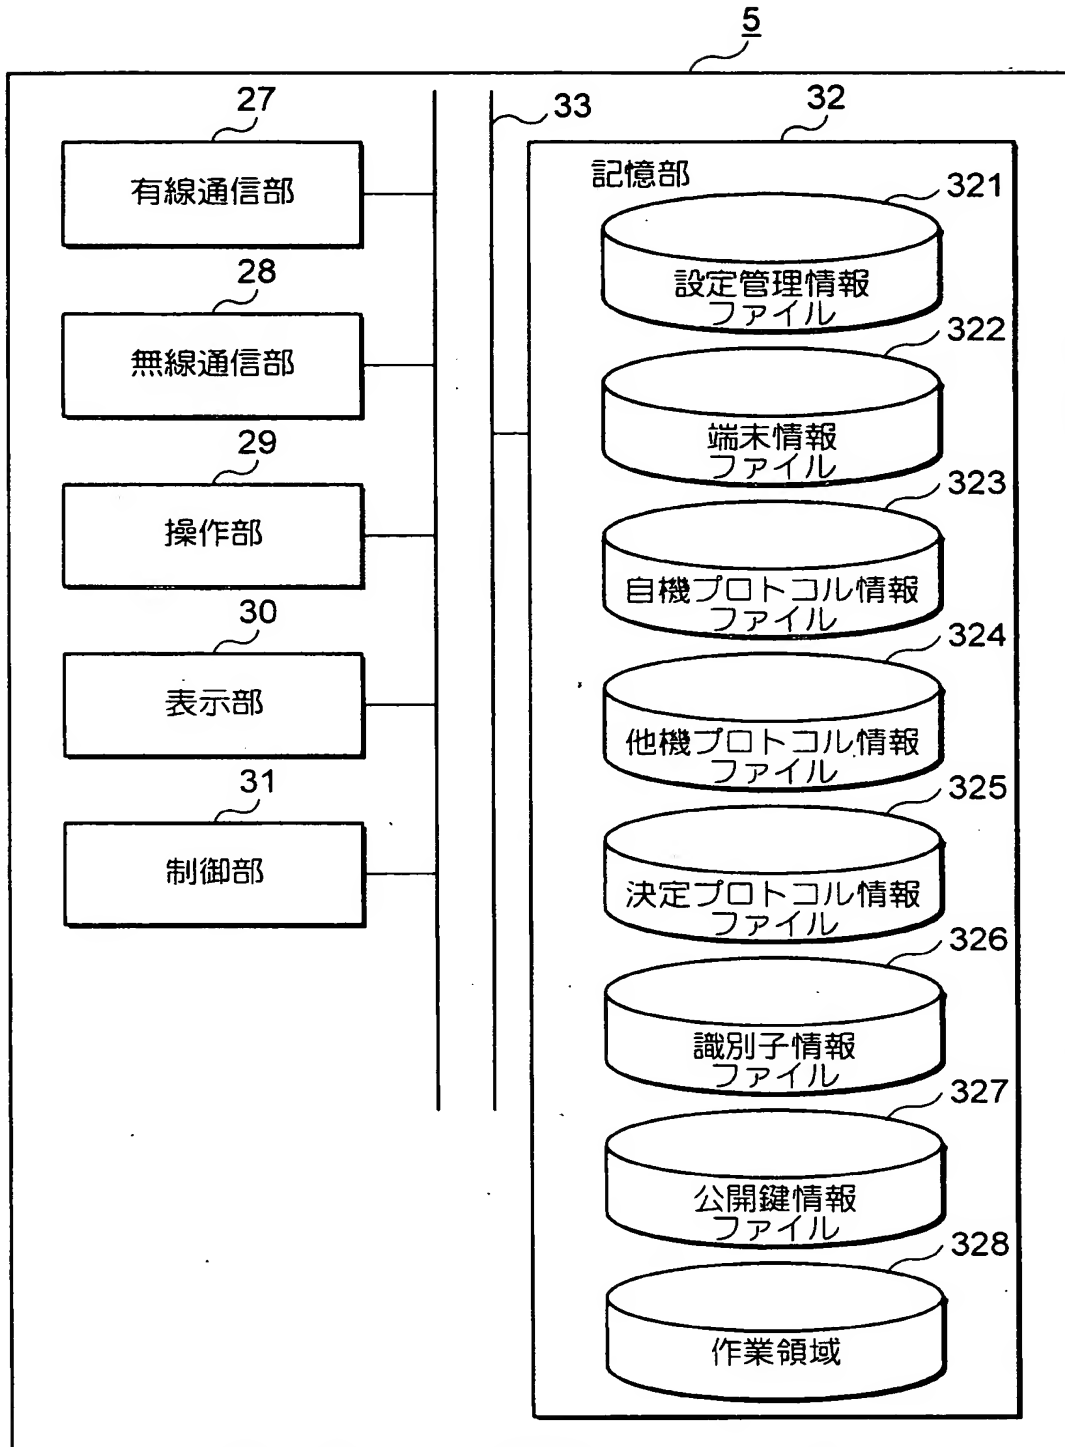 5
27
有線通信部
28
無線通信部
29
操作部
30
表示部
31
制御部
33
32
記憶部
321
設定管理情報
ファイル
322
端末情報
ファイル
323
自機プロトコル情報
ファイル
324
他機プロトコル情報
ファイル
325
決定プロトコル情報
ファイル
326
識別子情報
ファイル
327
公開鍵情報
ファイル
328
作業領域